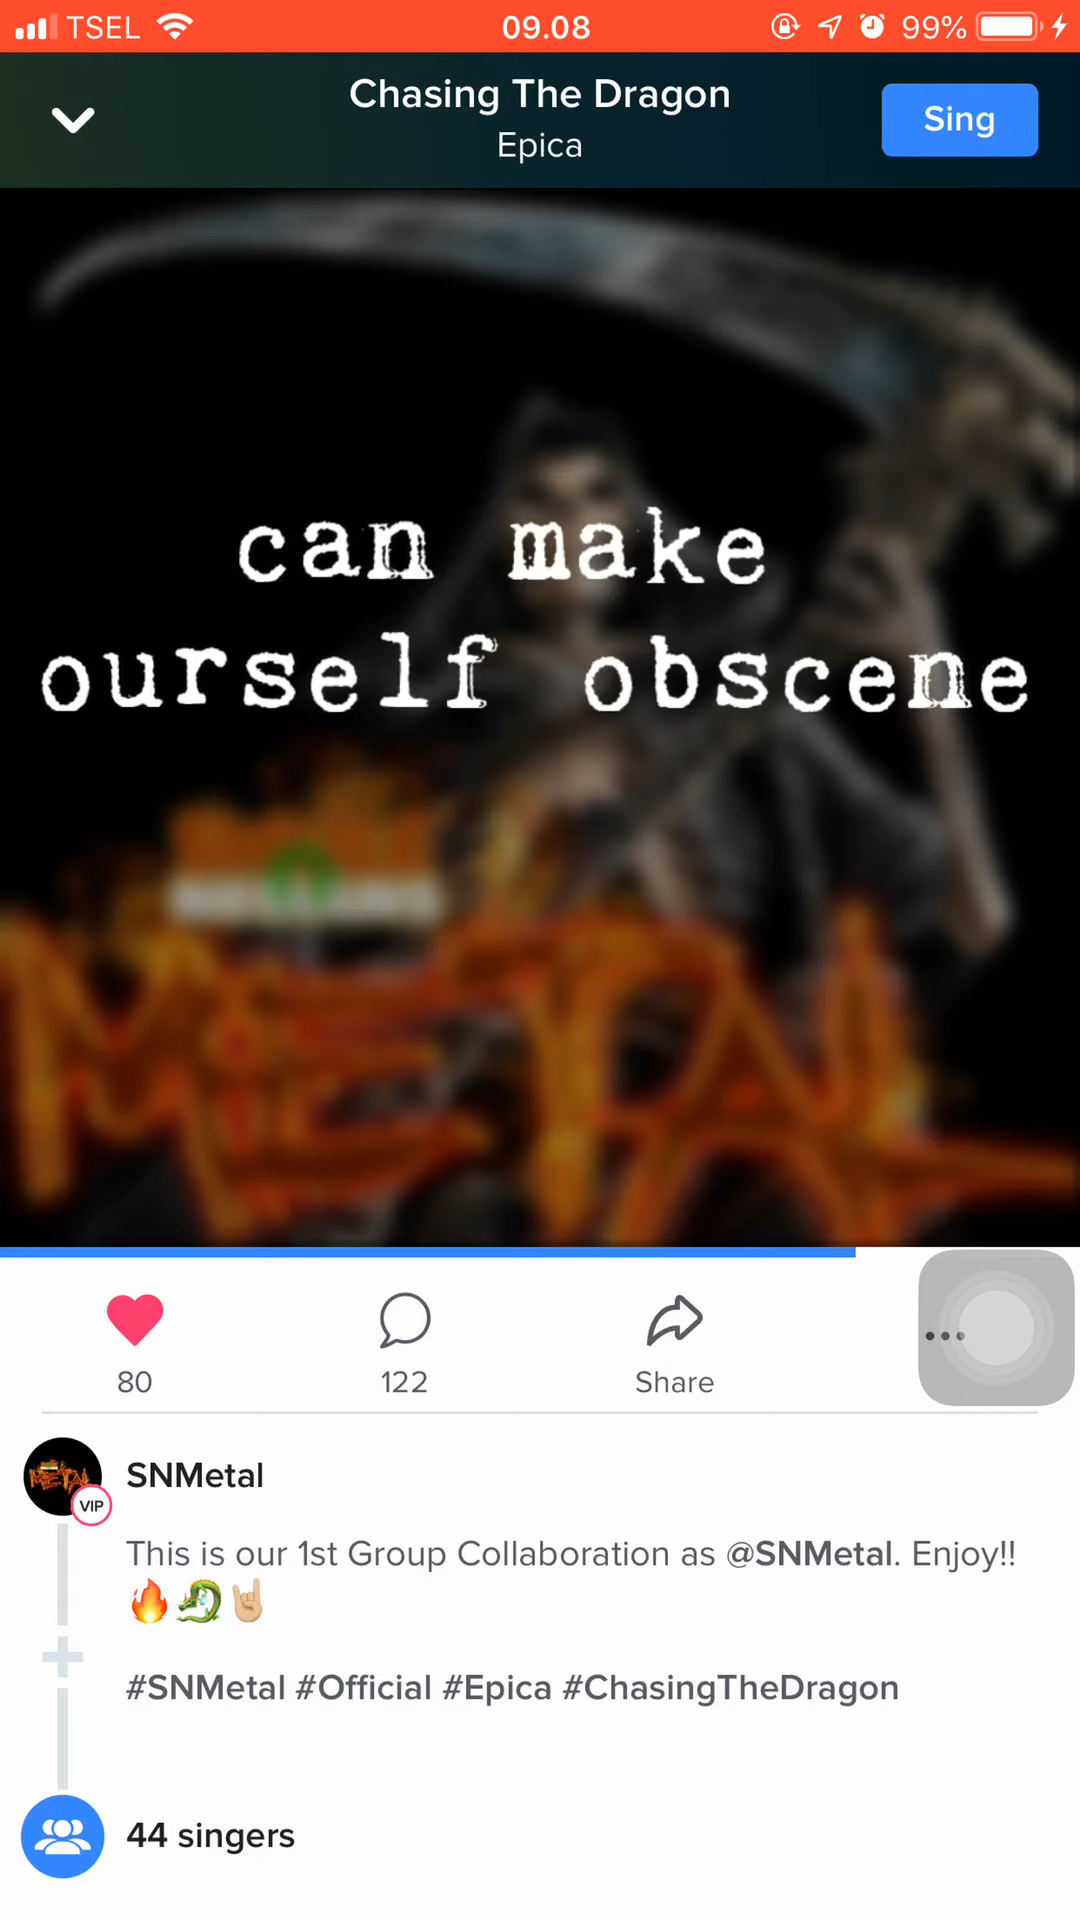 TSEL 09.08 99%
Chasing The Dragon
Epica
Sing
can make
ourself obscene
METAL
80 122 Share
SNMetal
VIP
This is our 1st Group Collaboration as @SNMetal. Enjoy!!
🔥🐉🤘🏼
#SNMetal #Official #Epica #ChasingTheDragon
44 singers